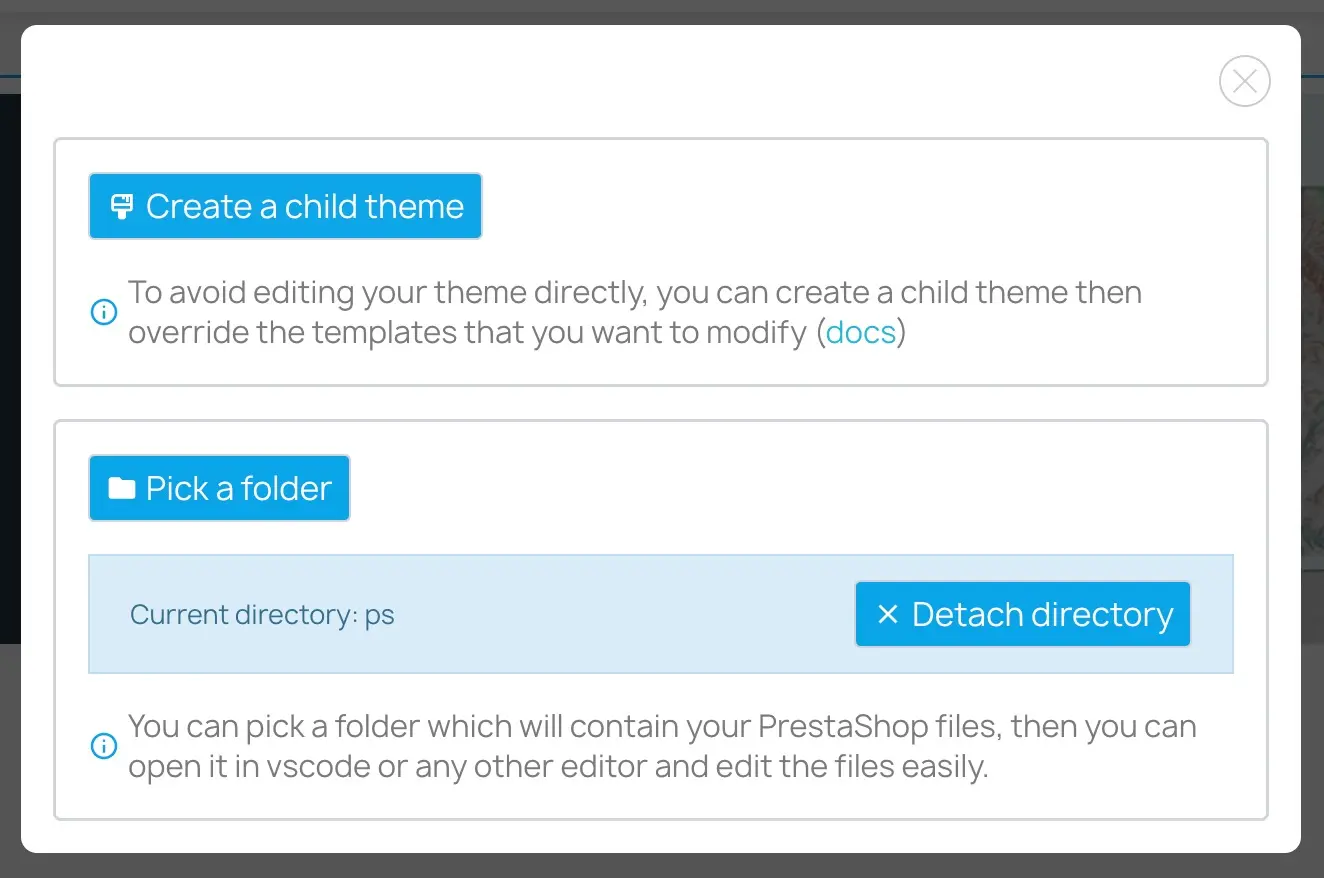 Create a child theme
To avoid editing your theme directly, you can create a child theme then
override the templates that you want to modify (docs)
Pick a folder
Current directory: ps
Detach directory
You can pick a folder which will contain your PrestaShop files, then you can
open it in vscode or any other editor and edit the files easily.